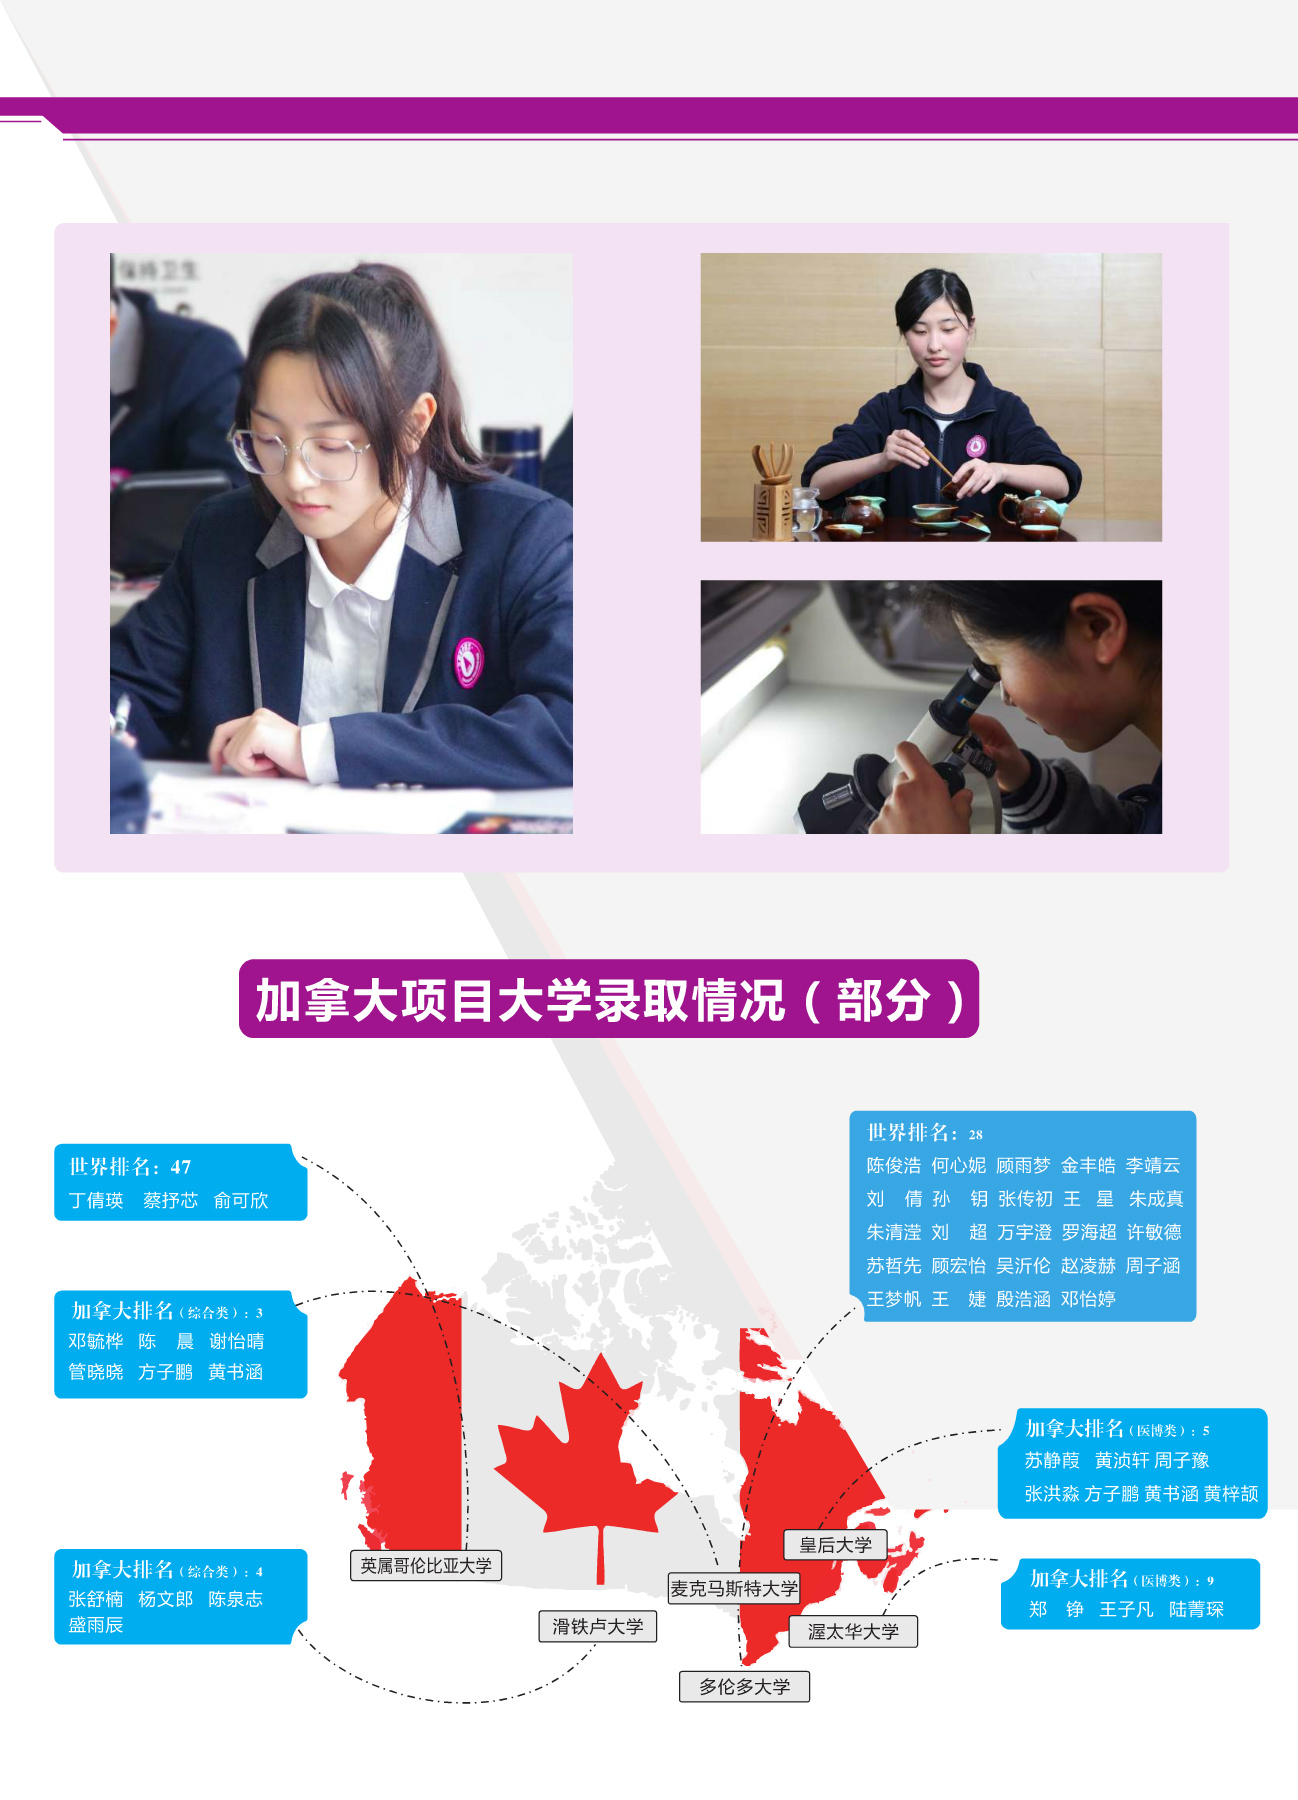 保持卫生
加拿大项目大学录取情况（部分）
世界排名：47
丁倩瑛 蔡抒芯 俞可欣
加拿大排名（综合类）：3
邓毓桦 陈 晨 谢怡晴
管晓晓 方子鹏 黄书涵
加拿大排名（综合类）：4
张舒楠 杨文郎 陈泉志
盛雨辰
世界排名：28
陈俊浩 何心妮 顾雨梦 金丰皓 李靖云
刘 倩 孙 钥 张传初 王 星 朱成真
朱清滢 刘 超 万宇澄 罗海超 许敏德
苏哲先 顾宏怡 吴沂伦 赵凌赫 周子涵
王梦帆 王 婕 殷浩涵 邓怡婷
加拿大排名（医博类）：5
苏静葭 黄浈轩 周子豫
张洪淼 方子鹏 黄书涵 黄梓颉
加拿大排名（医博类）：9
郑 铮 王子凡 陆菁琛
英属哥伦比亚大学
滑铁卢大学
麦克马斯特大学
皇后大学
渥太华大学
多伦多大学